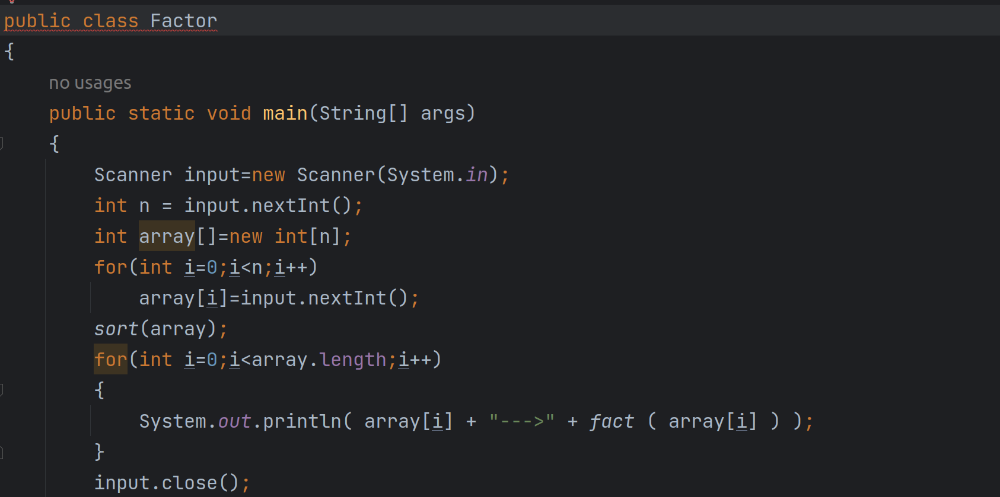 public class Factor
{
no usages
public static void main(String[] args)
{
Scanner input=new Scanner(System.in);
int n = input.nextInt();
int array[]=new int[n];
for(int i=0;i<n;i++)
array[i]=input.nextInt();
sort(array);
for(int i=0;i<array.length;i++)
{
System.out.println( array[i] + "--->" + fact ( array[i] ) );
}
input.close();